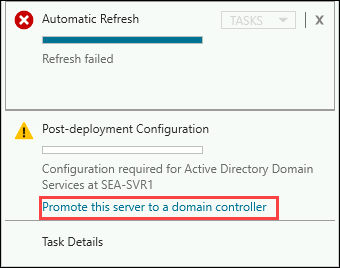 Automatic Refresh
TASKS
X
Refresh failed
Post-deployment Configuration
Configuration required for Active Directory Domain
Services at SEA-SVR1
Promote this server to a domain controller
Task Details